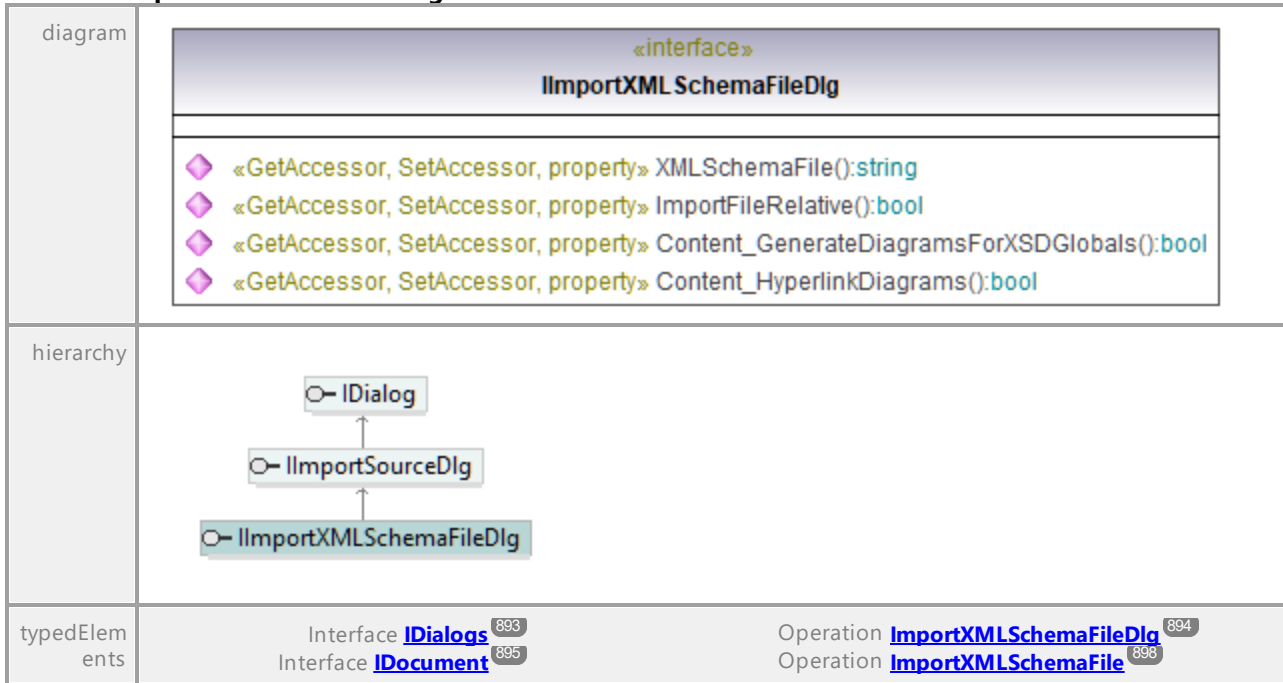 diagram
«interface»
IImportXMLSchemaFileDlg
«GetAccessor, SetAccessor, property» XMLSchemaFile():string
«GetAccessor, SetAccessor, property» ImportFileRelative():bool
«GetAccessor, SetAccessor, property» Content_GenerateDiagramsForXSDGlobals():bool
«GetAccessor, SetAccessor, property» Content_HyperlinkDiagrams():bool
hierarchy
IDialog
IImportSourceDlg
IImportXMLSchemaFileDlg
typedElem
ents
Interface IDialogs 893
Operation ImportXMLSchemaFileDlg 894
Interface IDocument 895
Operation ImportXMLSchemaFile 898